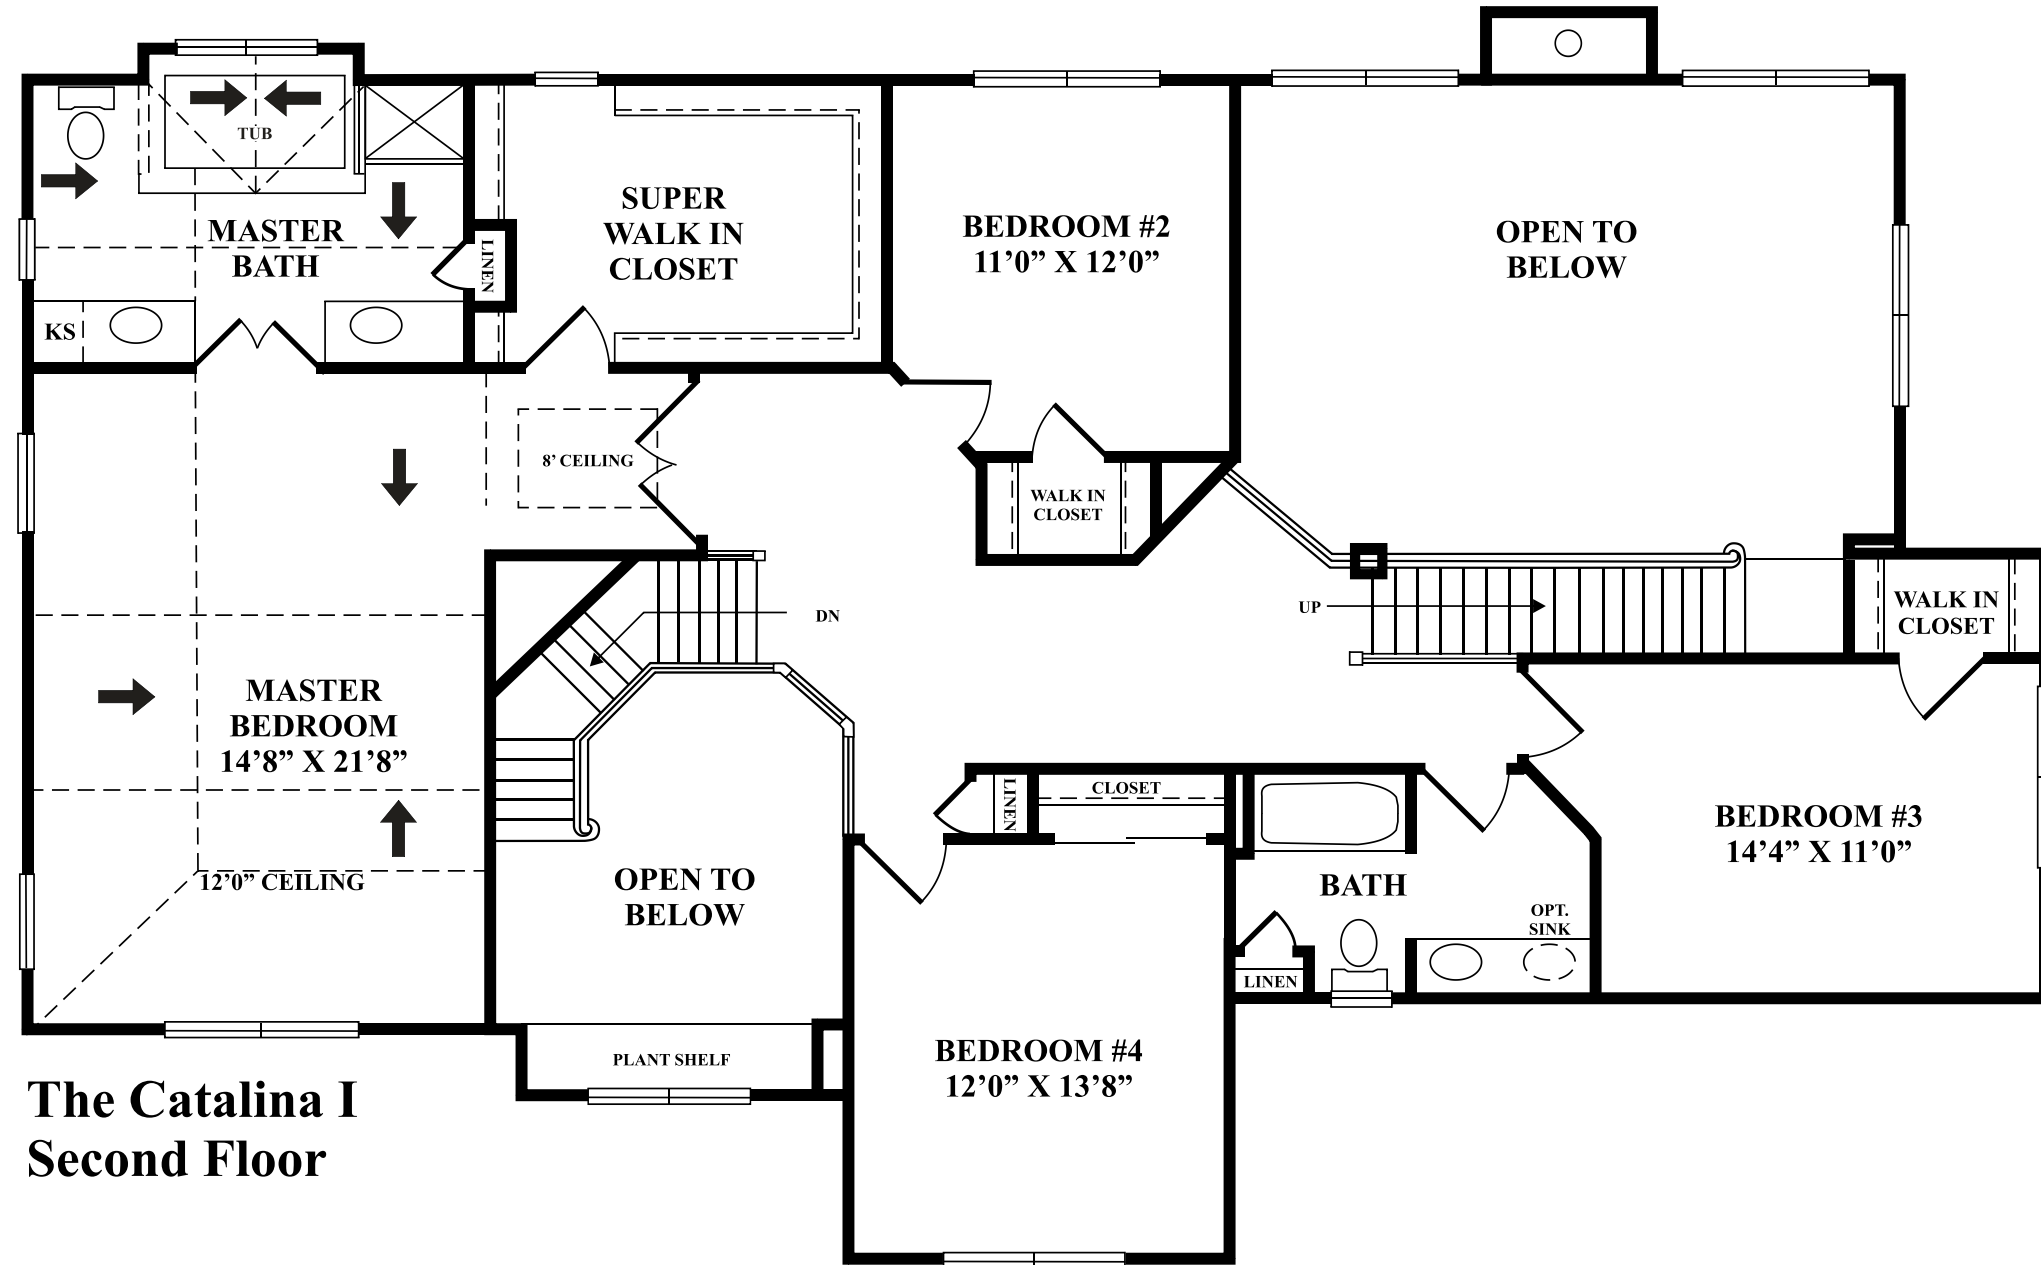 TUB
MASTER
BATH
LINEN
KS
SUPER
WALK IN
CLOSET
BEDROOM #2
11’0” X 12’0”
OPEN TO
BELOW
8’ CEILING
WALK IN
CLOSET
DN
UP
WALK IN
CLOSET
MASTER
BEDROOM
14’8” X 21’8”
12’0” CEILING
OPEN TO
BELOW
PLANT SHELF
LINEN
CLOSET
BATH
OPT.
SINK
LINEN
BEDROOM #3
14’4” X 11’0”
BEDROOM #4
12’0” X 13’8”
The Catalina I
Second Floor